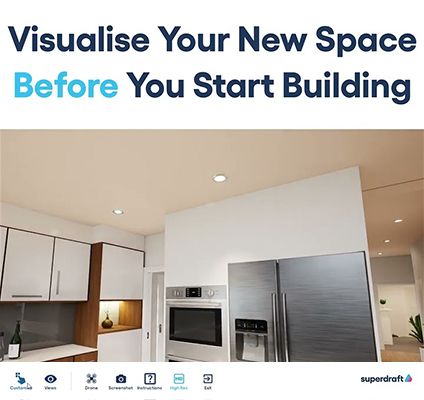 Visualise Your New Space
Before You Start Building
Customise Views Drone Screenshot Instructions High Res Exit
superdraft